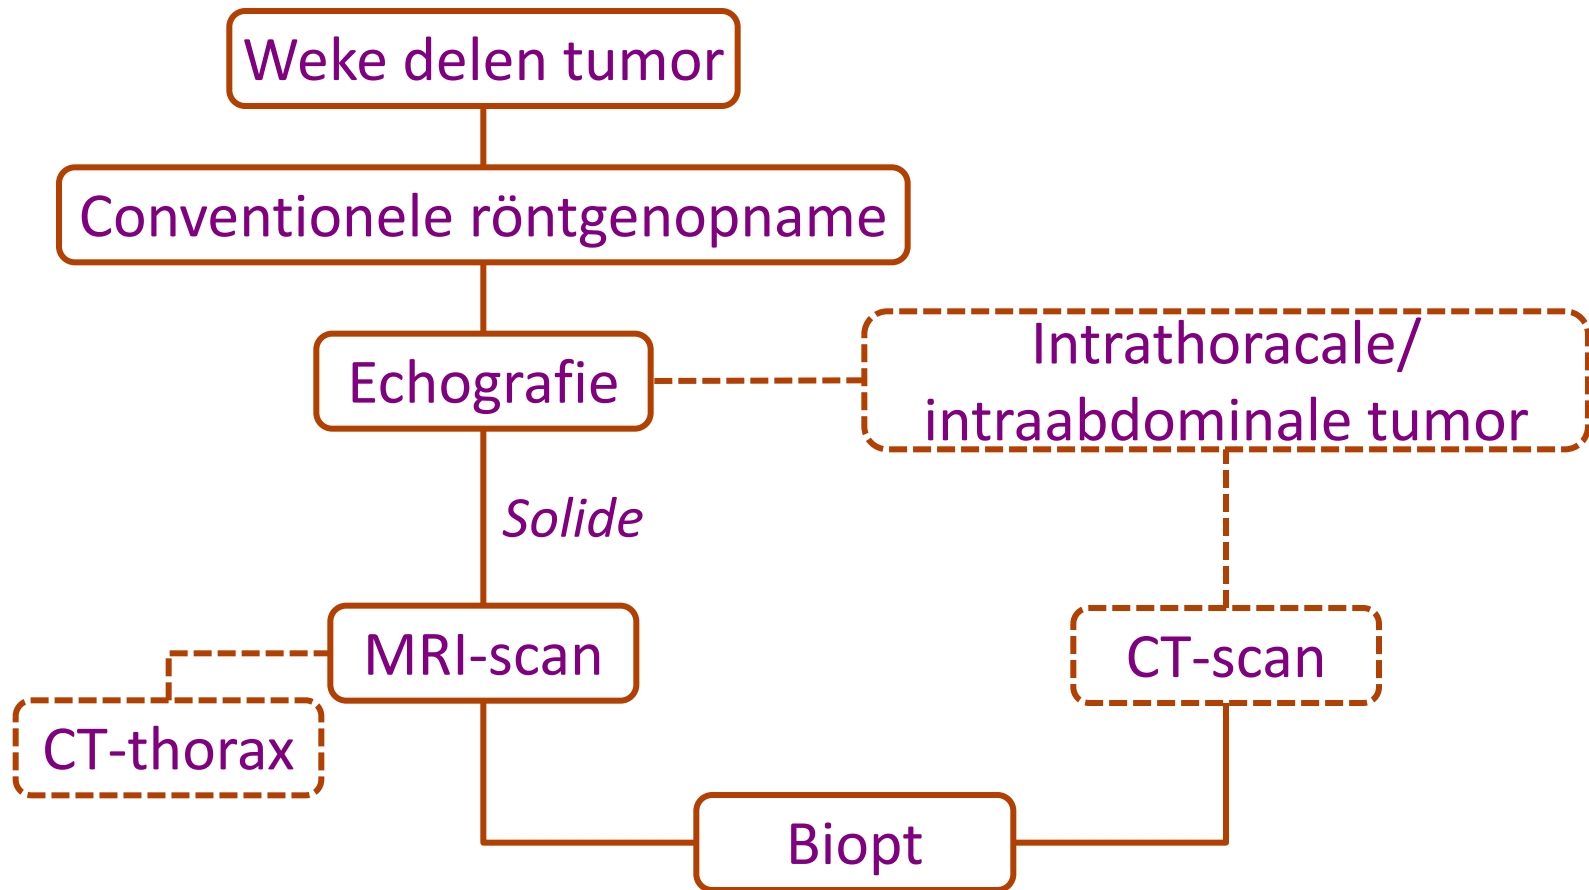 Weke delen tumor
Conventionele röntgenopname
Echografie
Intrathoracale/
intraabdominale tumor
Solide
MRI-scan
CT-scan
CT-thorax
Biopt